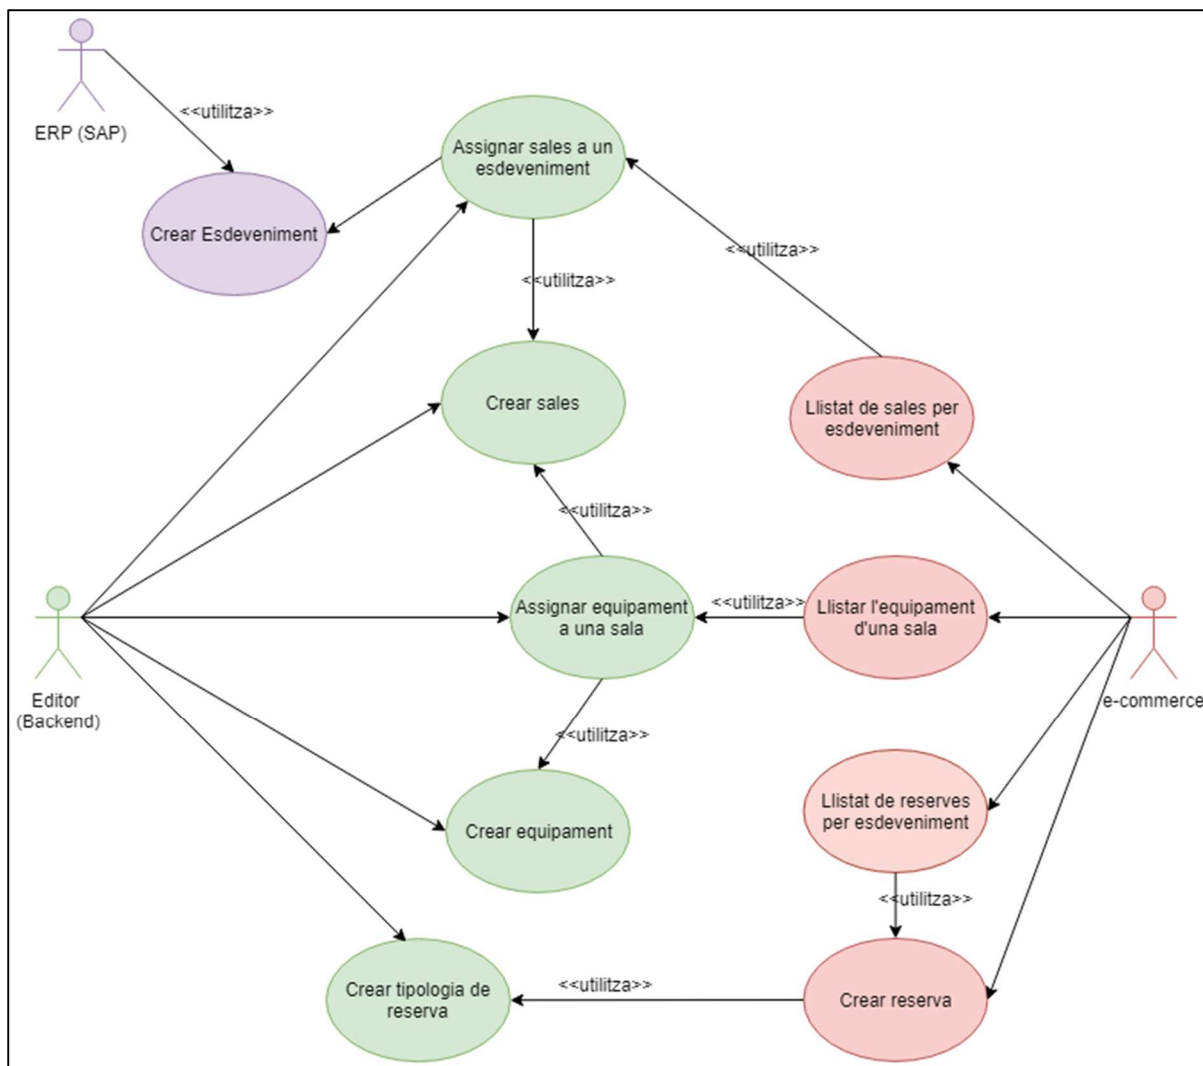 ERP (SAP)
<<utilitza>>
Crear Esdeveniment
Assignar sales a un
esdeveniment
<<utilitza>>
<<utilitza>>
Crear sales
Llistat de sales per
esdeveniment
<<utilitza>>
Editor
(Backend)
Assignar equipament
a una sala
<<utilitza>>
Llistar l'equipament
d'una sala
e-commerce
<<utilitza>>
Crear equipament
Llistat de reserves
per esdeveniment
<<utilitza>>
Crear tipologia de
reserva
<<utilitza>>
Crear reserva